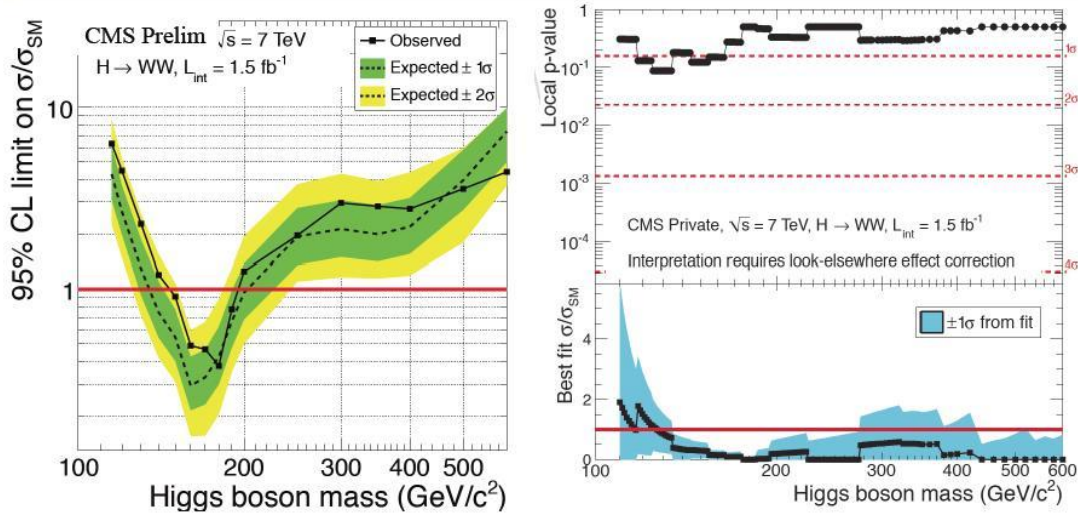 CMS Prelim √s = 7 TeV
H → WW, L_int = 1.5 fb⁻¹
Observed
Expected ± 1σ
Expected ± 2σ
95% CL limit on σ/σ_SM
10
1
100
200
300
400
500
Higgs boson mass (GeV/c²)
Local p-value
1
10⁻¹
10⁻²
10⁻³
10⁻⁴
1σ
2σ
3σ
4σ
CMS Private, √s = 7 TeV, H → WW, L_int = 1.5 fb⁻¹
Interpretation requires look-elsewhere effect correction
Best fit σ/σ_SM
4
2
0
±1σ from fit
100
200
300
400
500
600
Higgs boson mass (GeV/c²)